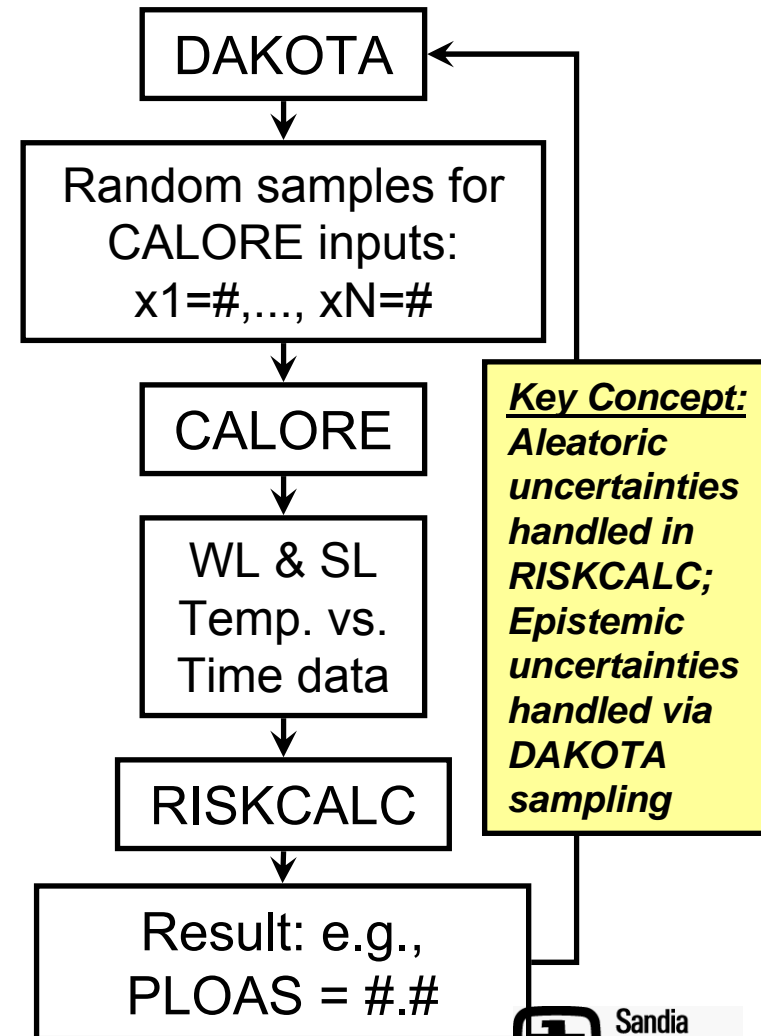 DAKOTA
Random samples for
CALORE inputs:
x1=#,..., xN=#
CALORE
WL & SL
Temp. vs.
Time data
RISKCALC
Result: e.g.,
PLOAS = #.#
Key Concept:
Aleatoric
uncertainties
handled in
RISKCALC;
Epistemic
uncertainties
handled via
DAKOTA
sampling
Sandia